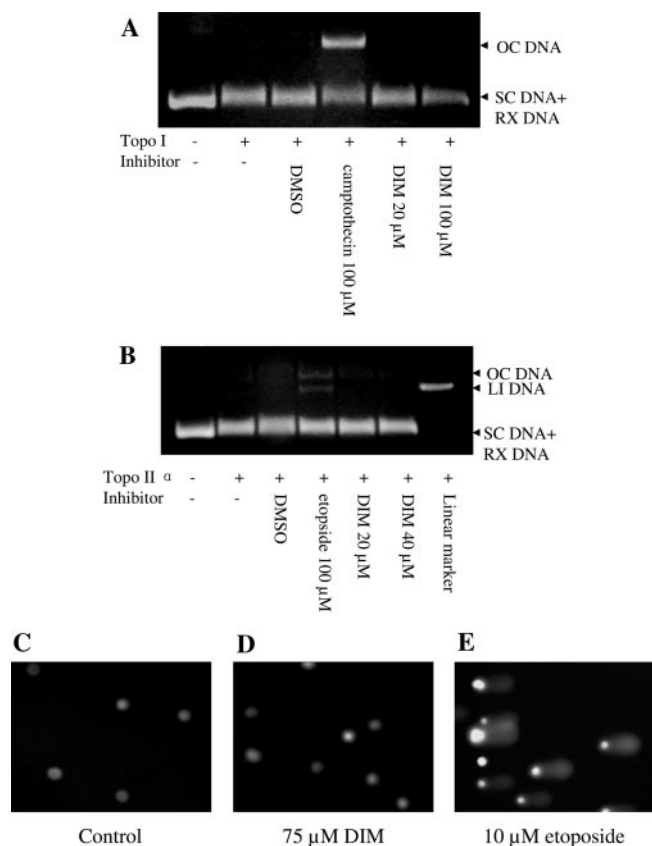 A
OC DNA
SC DNA+
RX DNA
Topo I - + + + + +
Inhibitor - -
DMSO
camptothecin 100 µM
DIM 20 µM
DIM 100 µM
B
OC DNA
LI DNA
SC DNA+
RX DNA
Topo II α - + + + + + +
Inhibitor - -
DMSO
etopside 100 µM
DIM 20 µM
DIM 40 µM
Linear marker
C D E
Control 75 µM DIM 10 µM etoposide